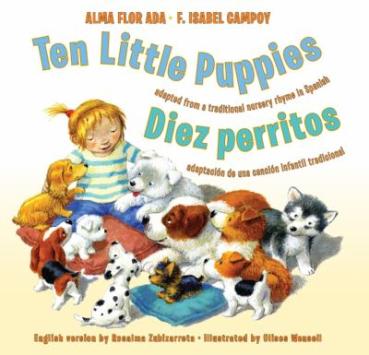 ALMA FLOR ADA · F. ISABEL CAMPOY
Ten Little Puppies
adapted from a traditional nursery rhyme in Spanish
Diez perritos
adaptación de una canción infantil tradicional
English version by Rosalma Zubizarreta · Illustrated by Ulises Wensell